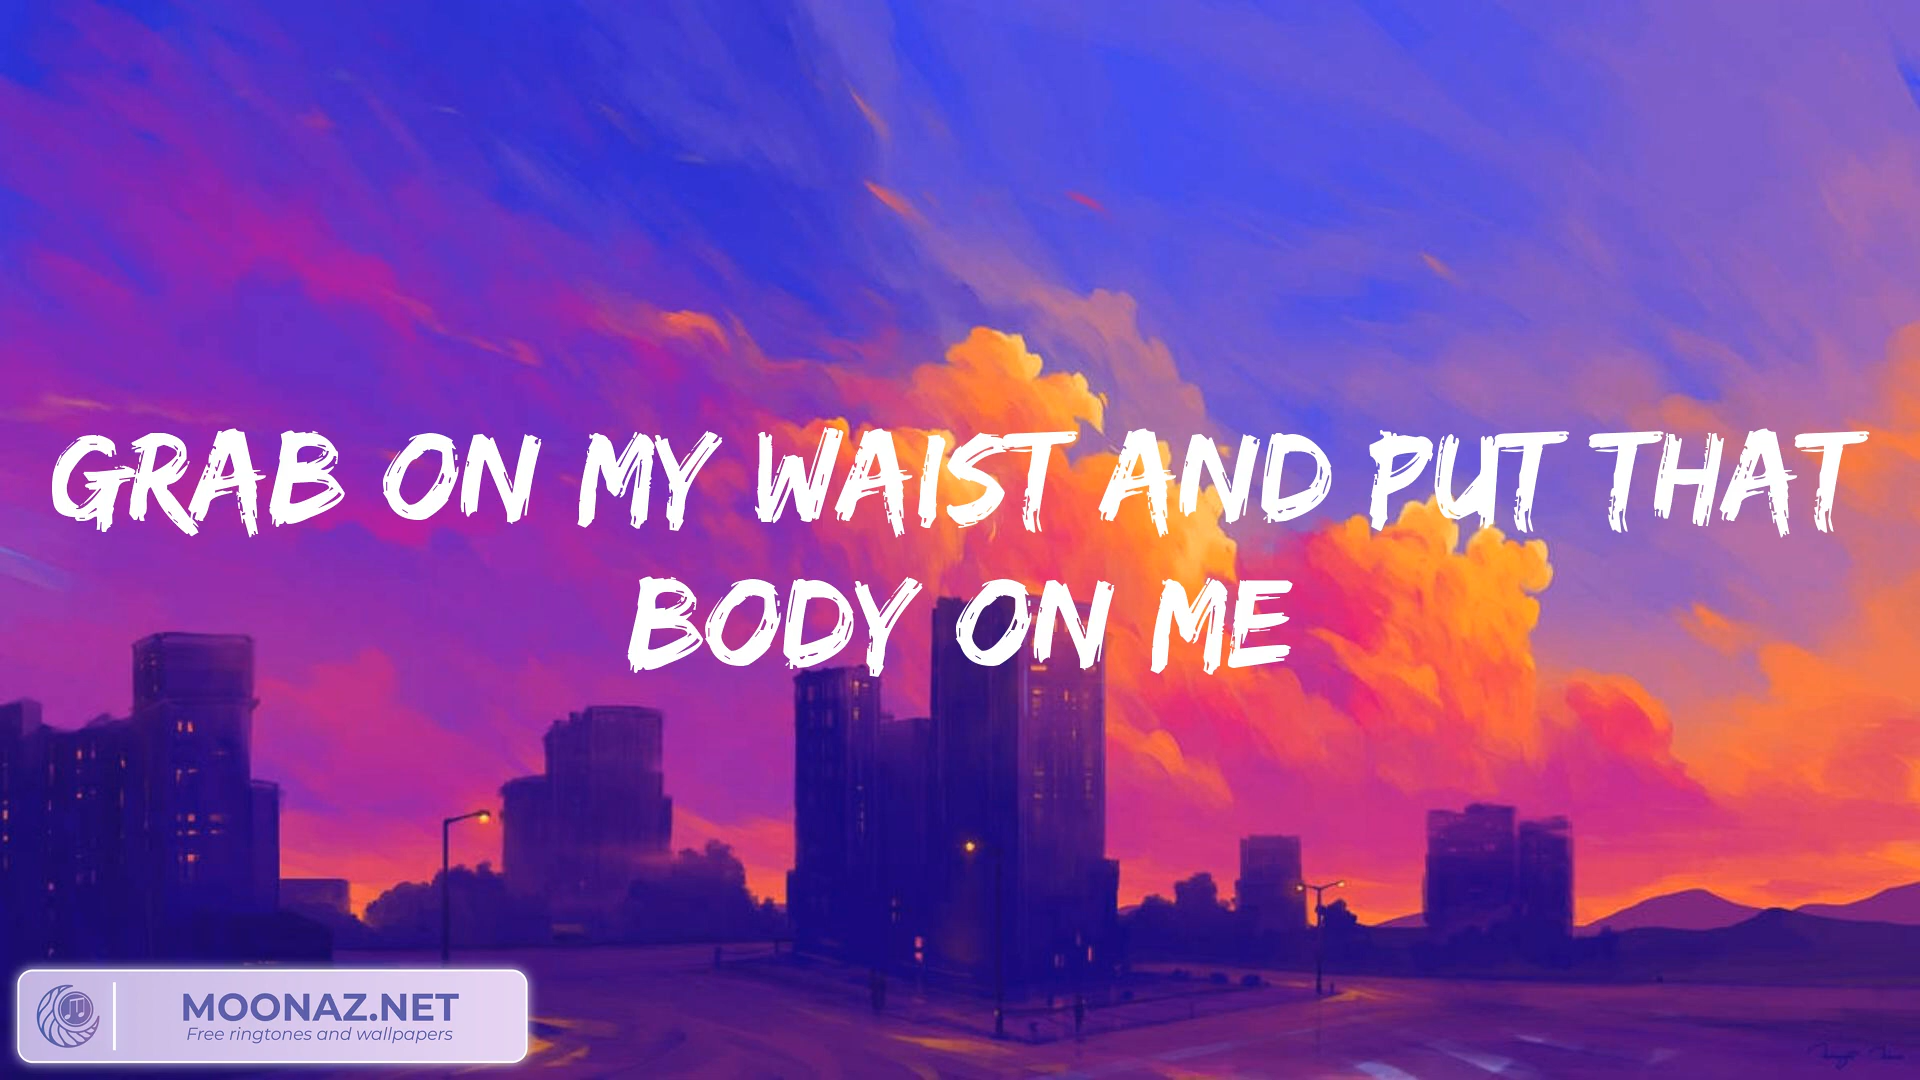 GRAB ON MY WAIST AND PUT THAT
BODY ON ME
MOONAZ.NET
Free ringtones and wallpapers